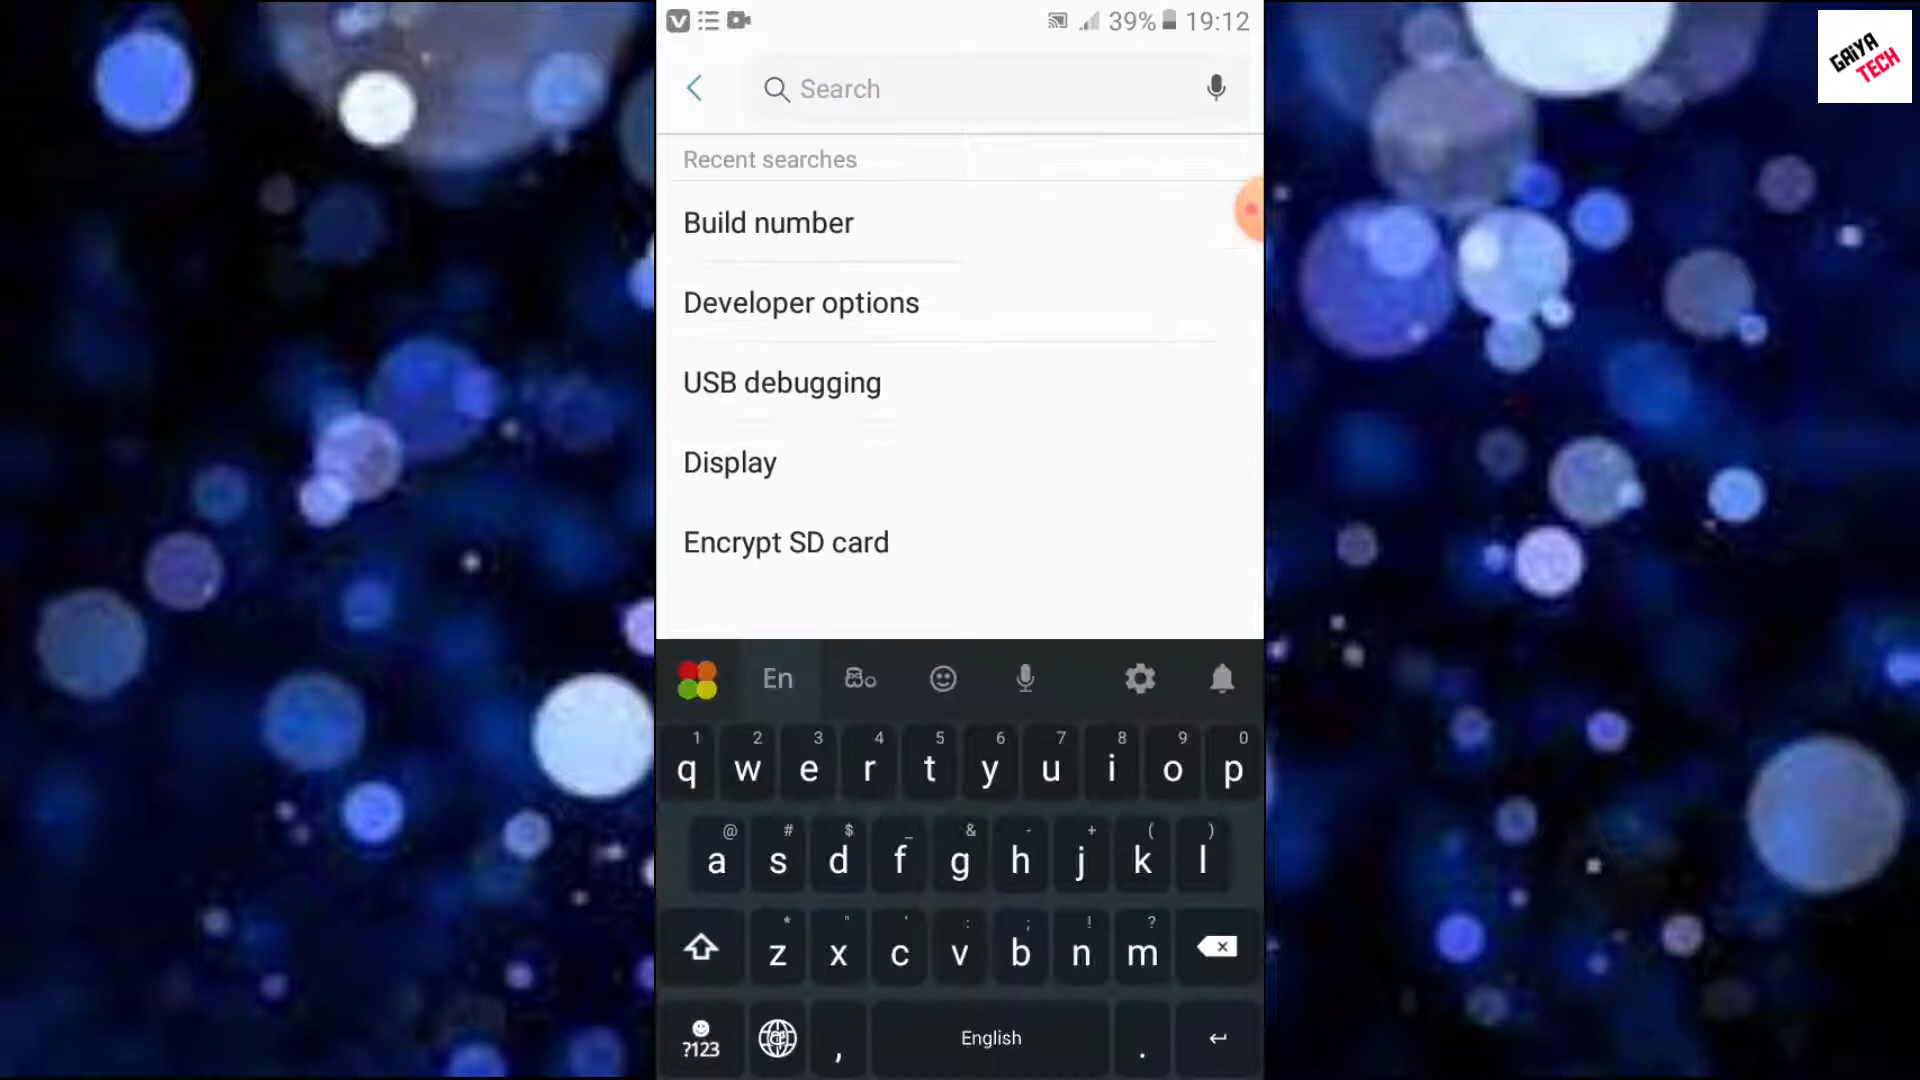 39% 19:12
GAiYA
TECH
Search
Recent searches
Build number
Developer options
USB debugging
Display
Encrypt SD card
En සිං
1 2 3 4 5 6 7 8 9 0
q w e r t y u i o p
@ # $ _ & - + ( )
a s d f g h j k l
* " ' : ; ! ?
z x c v b n m
?123 , English .